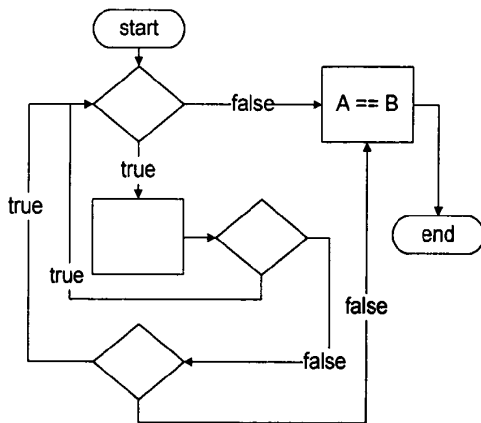 start
false
A == B
true
true
end
true
false
false